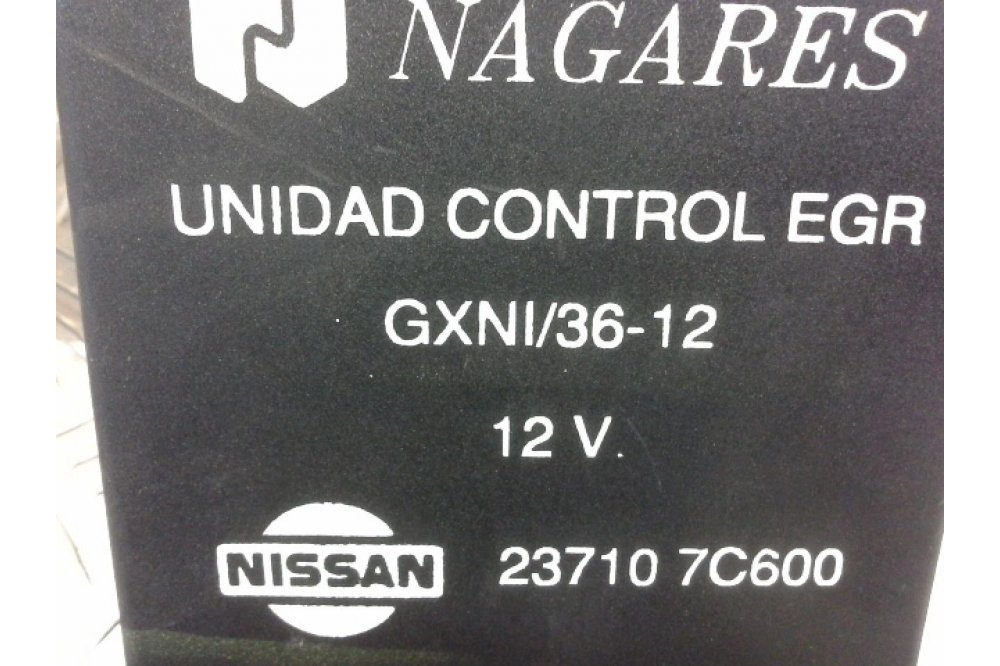 NAGARES
UNIDAD CONTROL EGR
GXNI/36-12
12 V.
NISSAN 23710 7C600